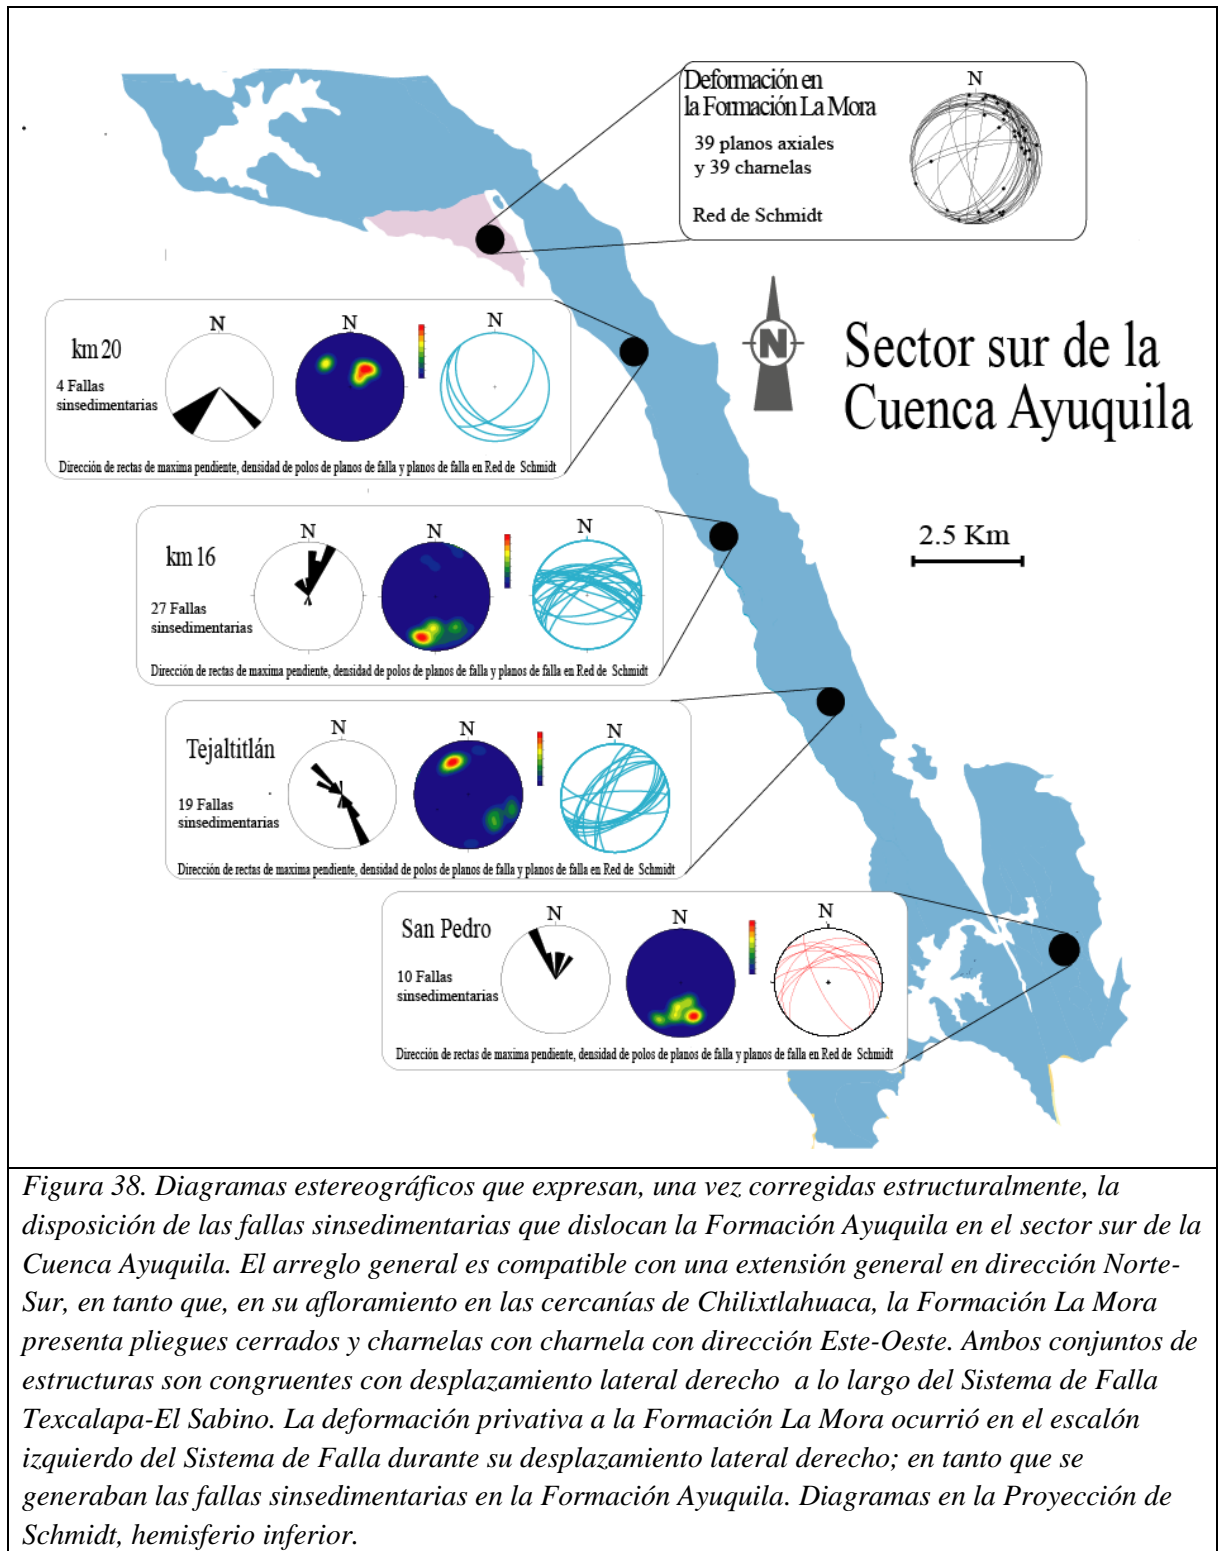 Deformación en
la Formación La Mora
39 planos axiales
y 39 charnelas
Red de Schmidt
N
km 20
4 Fallas
sinsedimentarias
N
N
N
Dirección de rectas de maxima pendiente, densidad de polos de planos de falla y planos de falla en Red de Schmidt
N
Sector sur de la
Cuenca Ayuquila
2.5 Km
km 16
27 Fallas
sinsedimentarias
N
N
N
Dirección de rectas de maxima pendiente, densidad de polos de planos de falla y planos de falla en Red de Schmidt
Tejaltitlán
19 Fallas
sinsedimentarias
N
N
N
Dirección de rectas de maxima pendiente, densidad de polos de planos de falla y planos de falla en Red de Schmidt
San Pedro
10 Fallas
sinsedimentarias
N
N
N
Dirección de rectas de maxima pendiente, densidad de polos de planos de falla y planos de falla en Red de Schmidt
Figura 38. Diagramas estereográficos que expresan, una vez corregidas estructuralmente, la
disposición de las fallas sinsedimentarias que dislocan la Formación Ayuquila en el sector sur de la
Cuenca Ayuquila. El arreglo general es compatible con una extensión general en dirección Norte-
Sur, en tanto que, en su afloramiento en las cercanías de Chilixtlahuaca, la Formación La Mora
presenta pliegues cerrados y charnelas con charnela con dirección Este-Oeste. Ambos conjuntos de
estructuras son congruentes con desplazamiento lateral derecho a lo largo del Sistema de Falla
Texcalapa-El Sabino. La deformación privativa a la Formación La Mora ocurrió en el escalón
izquierdo del Sistema de Falla durante su desplazamiento lateral derecho; en tanto que se
generaban las fallas sinsedimentarias en la Formación Ayuquila. Diagramas en la Proyección de
Schmidt, hemisferio inferior.